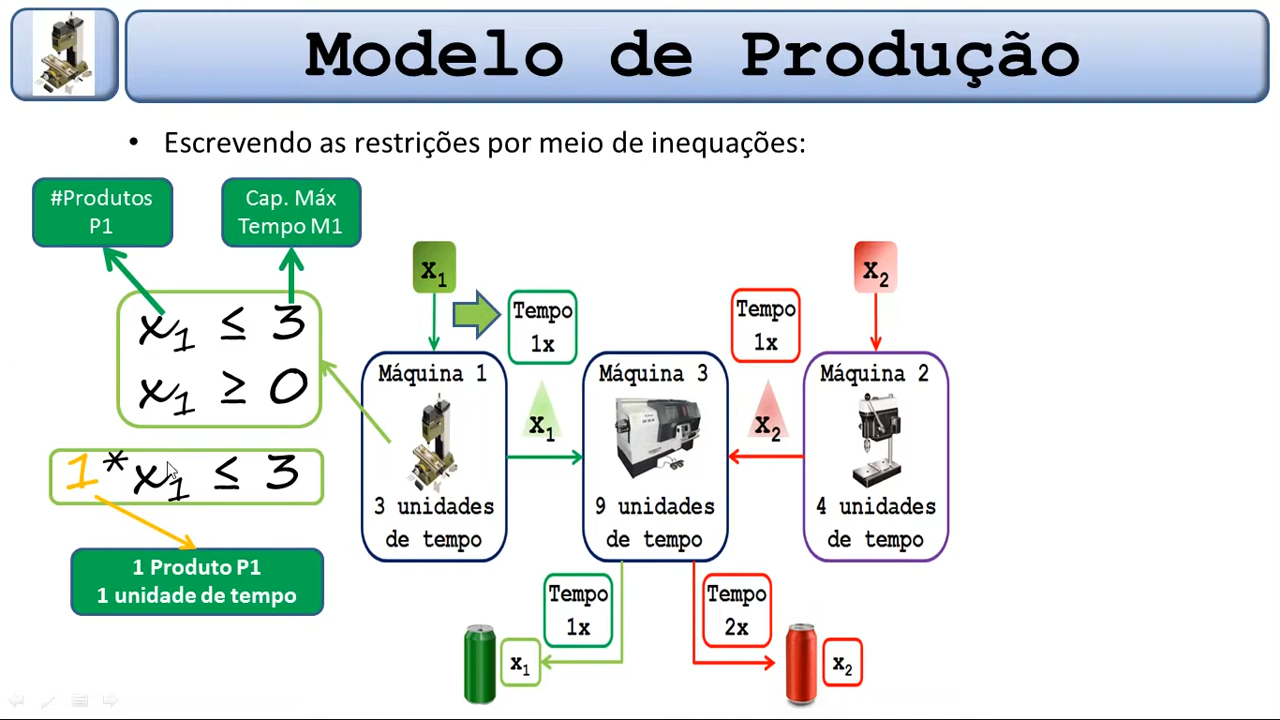 Modelo de Produção
• Escrevendo as restrições por meio de inequações:
#Produtos
P1
Cap. Máx
Tempo M1
x₁ ≤ 3
x₁ ≥ 0
1*x₁ ≤ 3
1 Produto P1
1 unidade de tempo
x₁
Tempo
1x
Tempo
1x
x₂
Máquina 1
3 unidades
de tempo
x₁
Máquina 3
9 unidades
de tempo
x₂
Máquina 2
4 unidades
de tempo
Tempo
1x
x₁
Tempo
2x
x₂